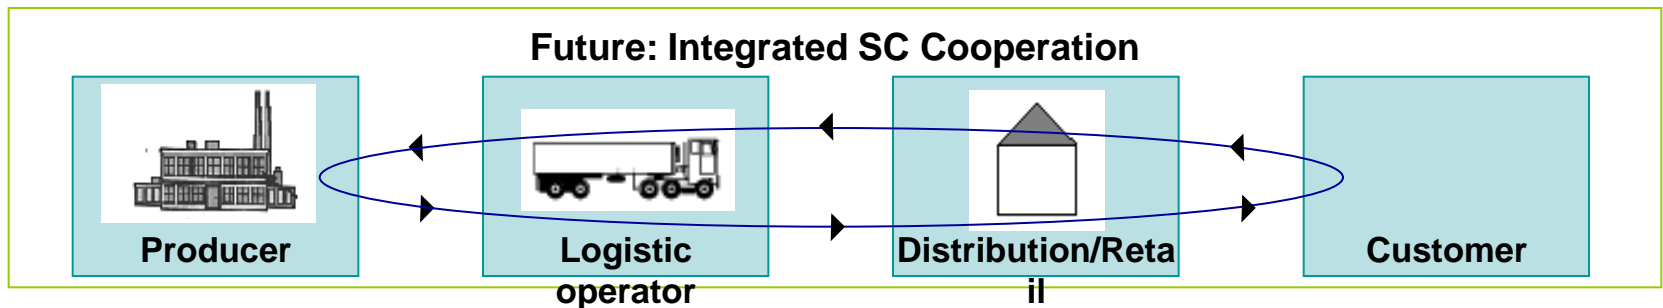 Future: Integrated SC Cooperation
Producer
Logistic
operator
Distribution/Reta
il
Customer